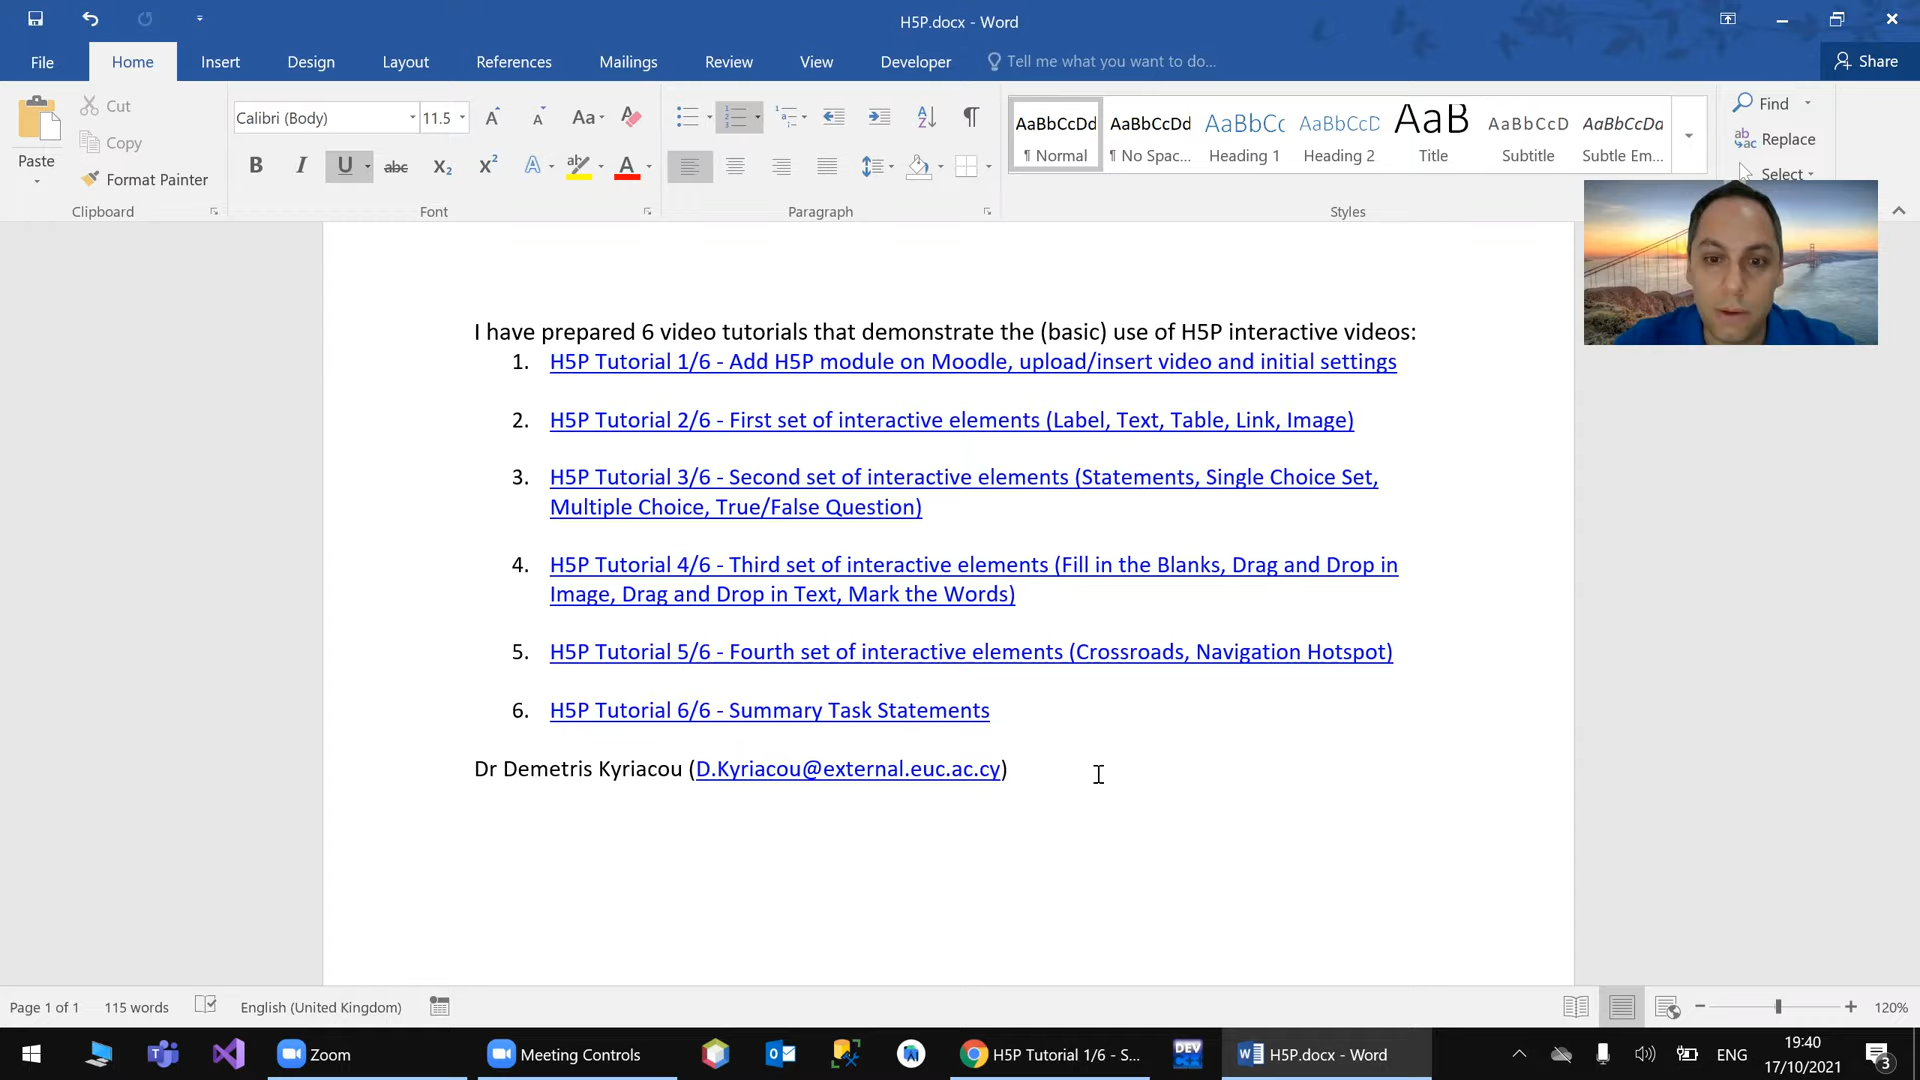 H5P.docx - Word
File Home Insert Design Layout References Mailings Review View Developer Tell me what you want to do... Share
Paste
Cut
Copy
Format Painter
Clipboard
Calibri (Body) 11.5
Font
Paragraph
AaBbCcDd AaBbCcDd AaBbCc AaBbCcD AaB AaBbCcD AaBbCcDd
¶ Normal ¶ No Spac... Heading 1 Heading 2 Title Subtitle Subtle Em...
Styles
Find
Replace
Select
I have prepared 6 video tutorials that demonstrate the (basic) use of H5P interactive videos:
1. H5P Tutorial 1/6 - Add H5P module on Moodle, upload/insert video and initial settings
2. H5P Tutorial 2/6 - First set of interactive elements (Label, Text, Table, Link, Image)
3. H5P Tutorial 3/6 - Second set of interactive elements (Statements, Single Choice Set,
Multiple Choice, True/False Question)
4. H5P Tutorial 4/6 - Third set of interactive elements (Fill in the Blanks, Drag and Drop in
Image, Drag and Drop in Text, Mark the Words)
5. H5P Tutorial 5/6 - Fourth set of interactive elements (Crossroads, Navigation Hotspot)
6. H5P Tutorial 6/6 - Summary Task Statements
Dr Demetris Kyriacou (D.Kyriacou@external.euc.ac.cy)
Page 1 of 1 115 words English (United Kingdom) 120%
Zoom Meeting Controls H5P Tutorial 1/6 - S... DEV H5P.docx - Word ENG 19:40
17/10/2021 3